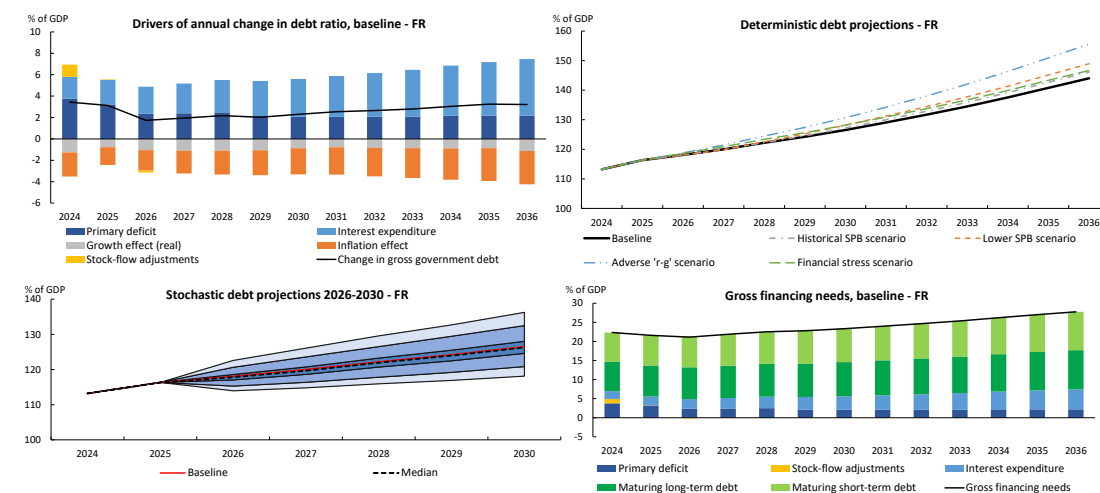 % of GDP
Drivers of annual change in debt ratio, baseline - FR
10
8
6
4
2
0
-2
-4
-6
2024 2025 2026 2027 2028 2029 2030 2031 2032 2033 2034 2035 2036
Primary deficit Interest expenditure
Growth effect (real) Inflation effect
Stock-flow adjustments Change in gross government debt
% of GDP
Deterministic debt projections - FR
160
150
140
130
120
110
100
2024 2025 2026 2027 2028 2029 2030 2031 2032 2033 2034 2035 2036
Baseline Historical SPB scenario Lower SPB scenario
Adverse 'r-g' scenario Financial stress scenario
% of GDP
Stochastic debt projections 2026-2030 - FR
140
130
120
110
100
2024 2025 2026 2027 2028 2029 2030
Baseline Median
% of GDP
Gross financing needs, baseline - FR
30
25
20
15
10
5
0
-5
2024 2025 2026 2027 2028 2029 2030 2031 2032 2033 2034 2035 2036
Primary deficit Stock-flow adjustments Interest expenditure
Maturing long-term debt Maturing short-term debt Gross financing needs